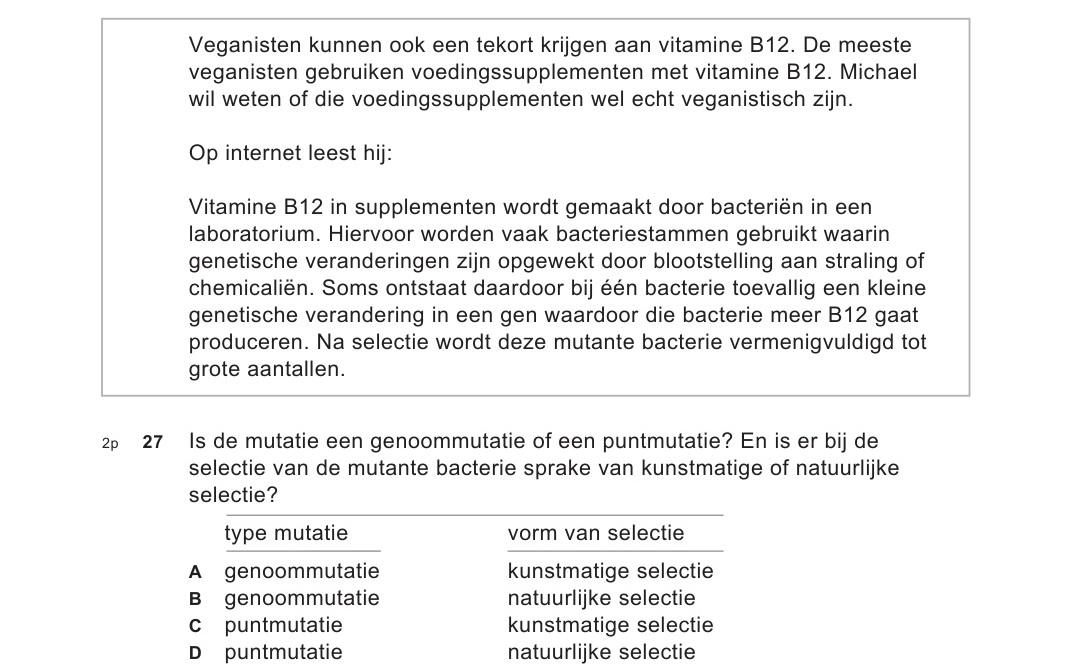 Veganisten kunnen ook een tekort krijgen aan vitamine B12. De meeste
veganisten gebruiken voedingssupplementen met vitamine B12. Michael
wil weten of die voedingssupplementen wel echt veganistisch zijn.
Op internet leest hij:
Vitamine B12 in supplementen wordt gemaakt door bacteriën in een
laboratorium. Hiervoor worden vaak bacteriestammen gebruikt waarin
genetische veranderingen zijn opgewekt door blootstelling aan straling of
chemicaliën. Soms ontstaat daardoor bij één bacterie toevallig een kleine
genetische verandering in een gen waardoor die bacterie meer B12 gaat
produceren. Na selectie wordt deze mutante bacterie vermenigvuldigd tot
grote aantallen.
2p 27 Is de mutatie een genoommutatie of een puntmutatie? En is er bij de
selectie van de mutante bacterie sprake van kunstmatige of natuurlijke
selectie?
type mutatie vorm van selectie
A genoommutatie kunstmatige selectie
B genoommutatie natuurlijke selectie
C puntmutatie kunstmatige selectie
D puntmutatie natuurlijke selectie